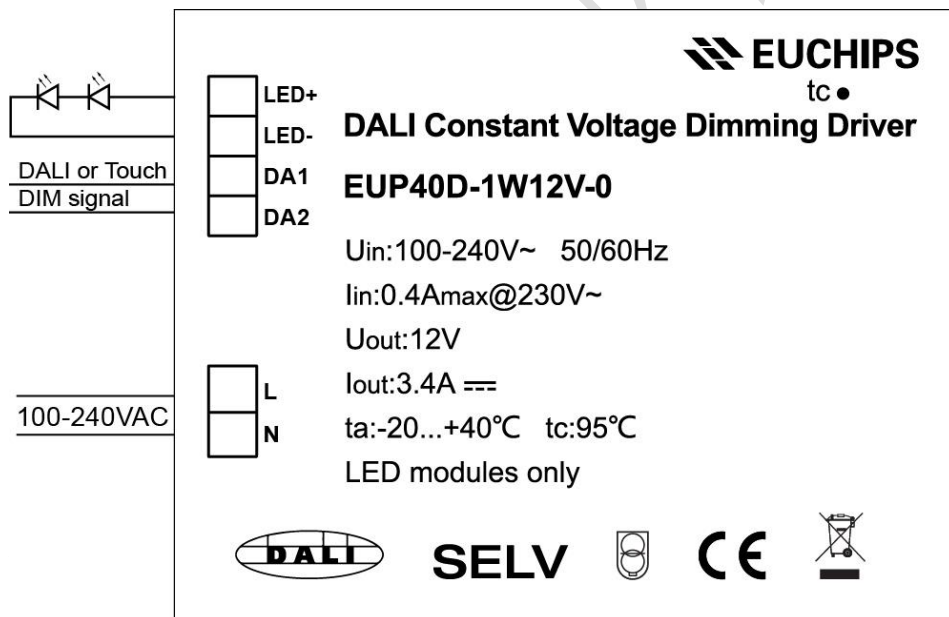 EUCHIPS
tc ●
LED+
LED-
DA1
DA2
DALI or Touch
DIM signal
DALI Constant Voltage Dimming Driver
EUP40D-1W12V-0
Uin:100-240V~ 50/60Hz
Iin:0.4Amax@230V~
Uout:12V
Iout:3.4A ⎓
ta:-20...+40℃ tc:95℃
LED modules only
L
N
100-240VAC
DALI
SELV
CE